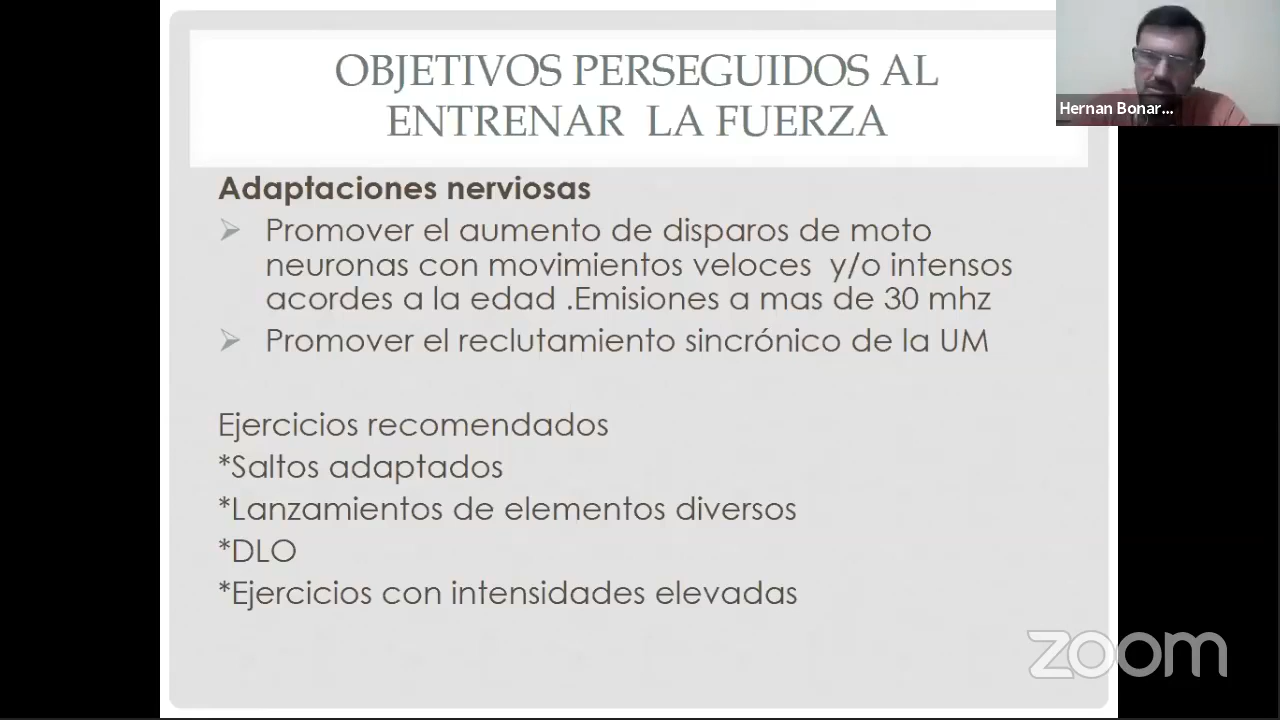 OBJETIVOS PERSEGUIDOS AL
ENTRENAR LA FUERZA
Hernan Bonar...
Adaptaciones nerviosas
Promover el aumento de disparos de moto
neuronas con movimientos veloces y/o intensos
acordes a la edad .Emisiones a mas de 30 mhz
Promover el reclutamiento sincrónico de la UM
Ejercicios recomendados
*Saltos adaptados
*Lanzamientos de elementos diversos
*DLO
*Ejercicios con intensidades elevadas
zoom